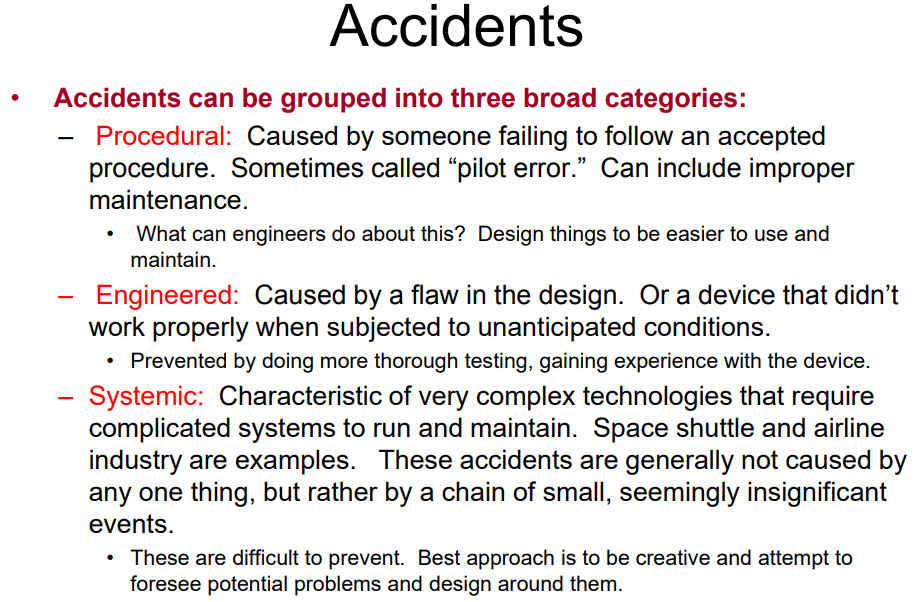 Accidents
• Accidents can be grouped into three broad categories:
– Procedural: Caused by someone failing to follow an accepted
procedure. Sometimes called “pilot error.” Can include improper
maintenance.
• What can engineers do about this? Design things to be easier to use and
maintain.
– Engineered: Caused by a flaw in the design. Or a device that didn’t
work properly when subjected to unanticipated conditions.
• Prevented by doing more thorough testing, gaining experience with the device.
– Systemic: Characteristic of very complex technologies that require
complicated systems to run and maintain. Space shuttle and airline
industry are examples. These accidents are generally not caused by
any one thing, but rather by a chain of small, seemingly insignificant
events.
• These are difficult to prevent. Best approach is to be creative and attempt to
foresee potential problems and design around them.